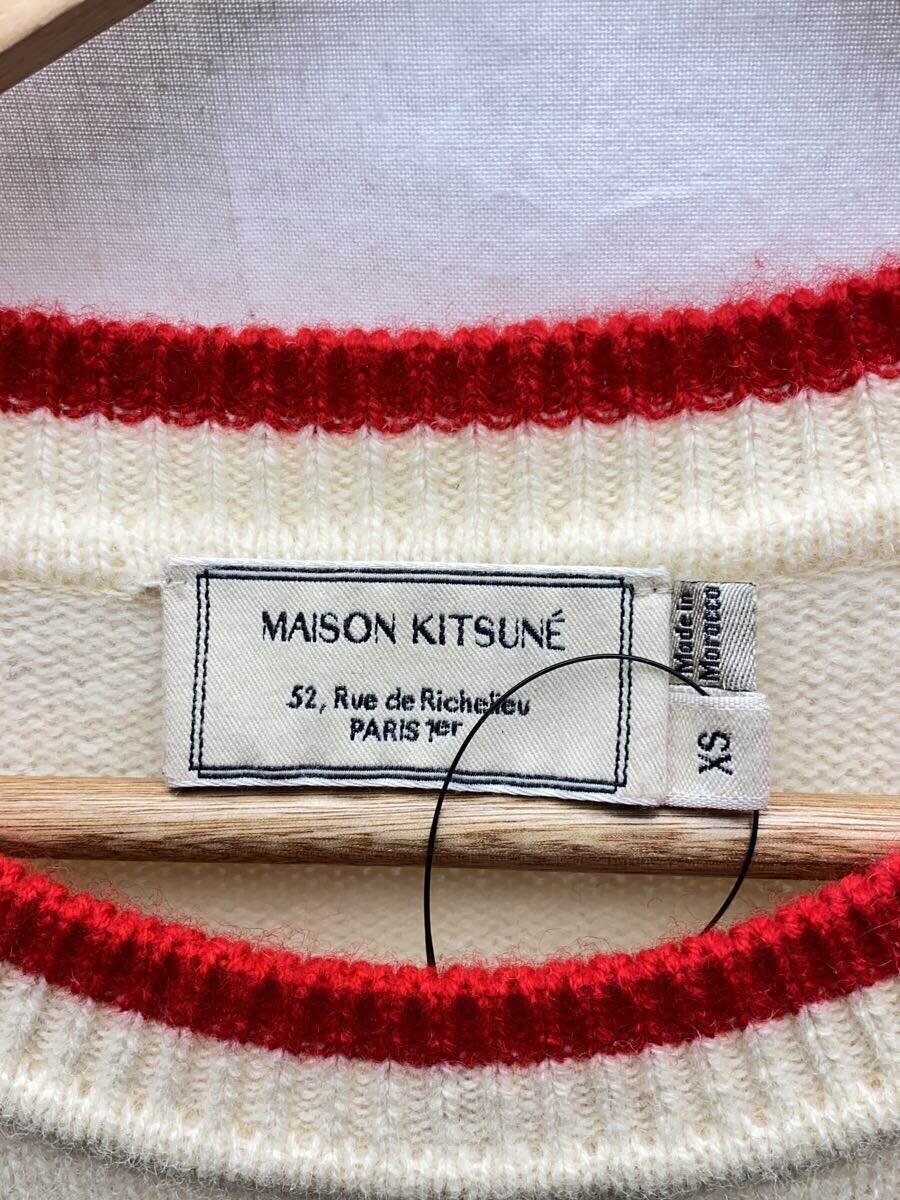 MAISON KITSUNÉ
52, Rue de Richelieu
PARIS 1er
Made in
Morocco
XS